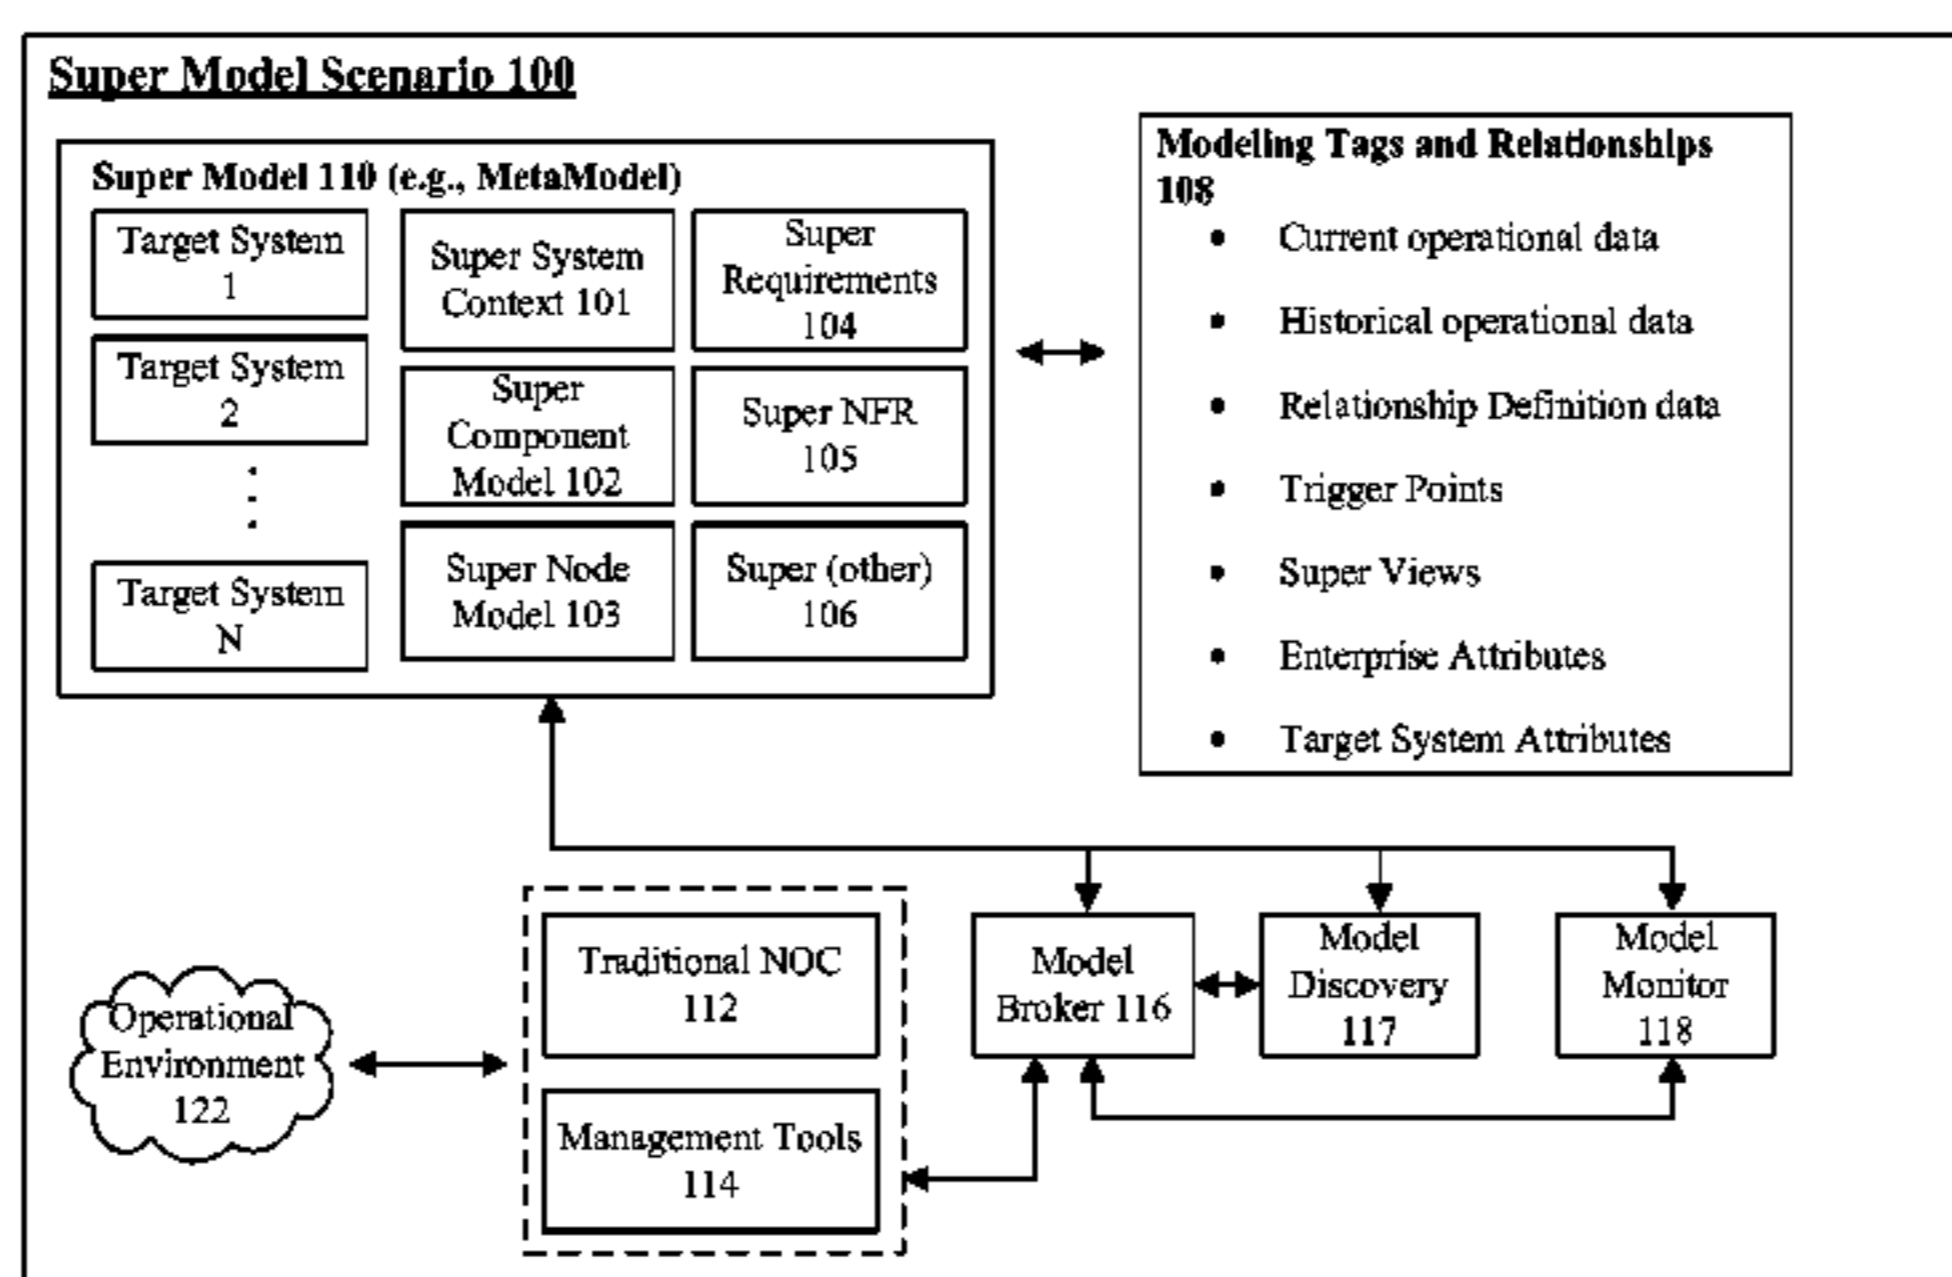 Super Model Scenario 100
Super Model 110 (e.g., MetaModel)
Target System
1
Target System
2
Target System
N
Super System
Context 101
Super
Component
Model 102
Super Node
Model 103
Super
Requirements
104
Super NFR
105
Super (other)
106
Modeling Tags and Relationships
108
• Current operational data
• Historical operational data
• Relationship Definition data
• Trigger Points
• Super Views
• Enterprise Attributes
• Target System Attributes
Operational
Environment
122
Traditional NOC
112
Management Tools
114
Model
Broker 116
Model
Discovery
117
Model
Monitor
118